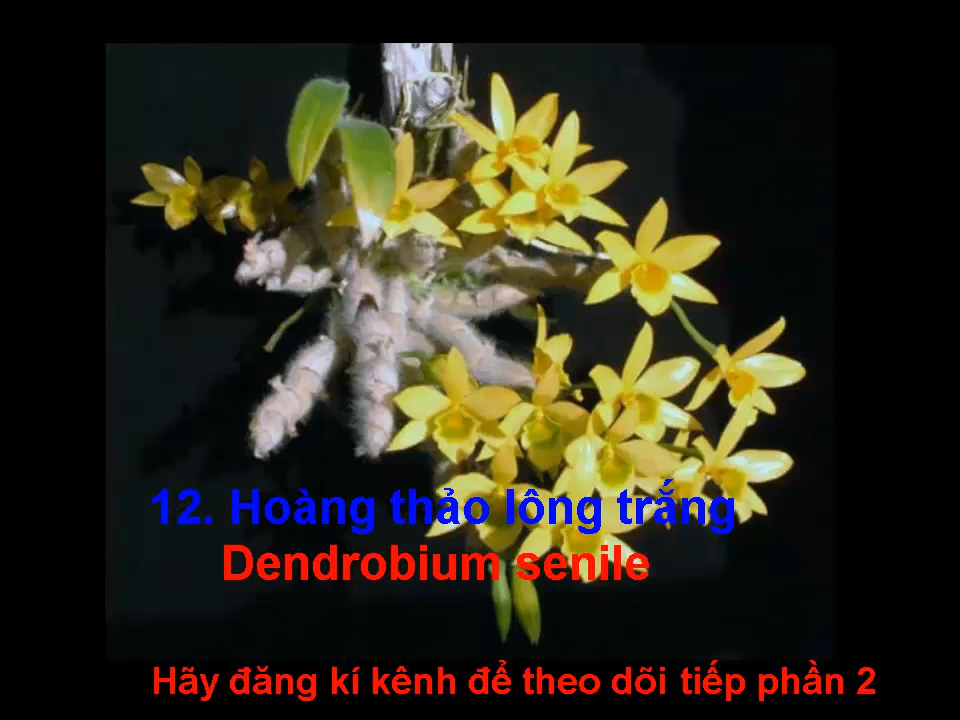 12. Hoàng thảo lông trắng
Dendrobium senile
Hãy đăng kí kênh để theo dõi tiếp phần 2